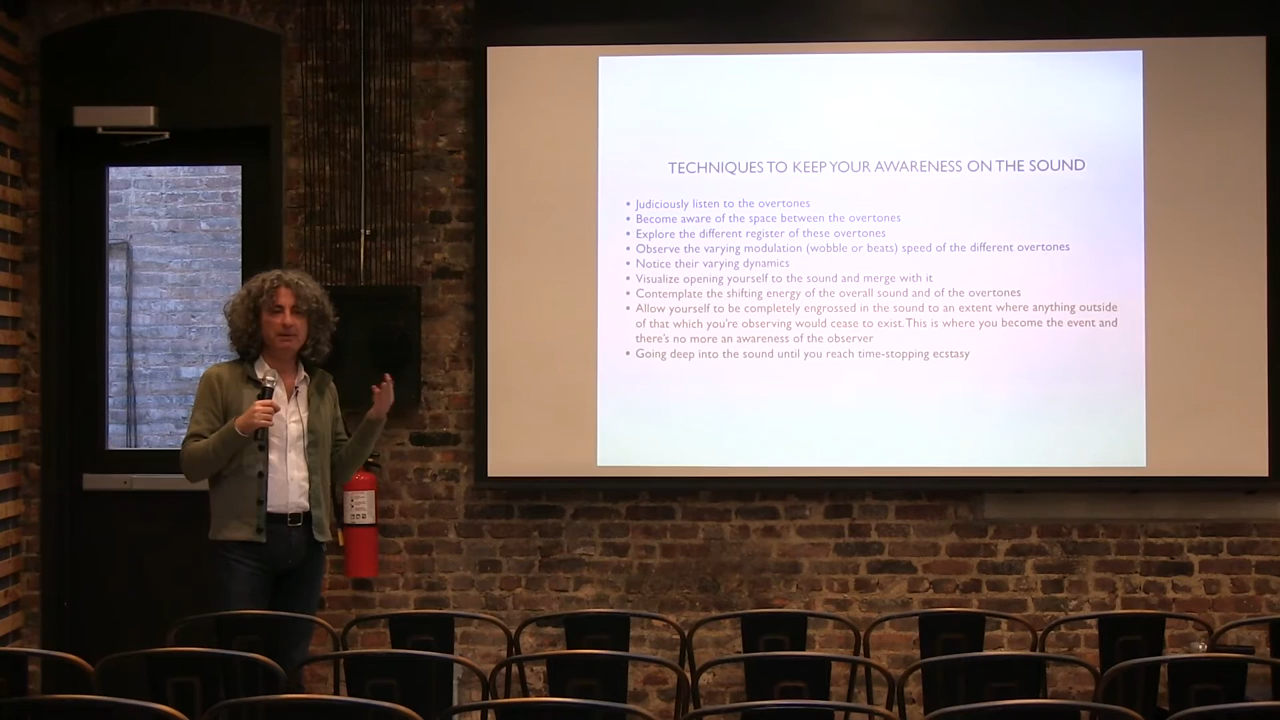 TECHNIQUES TO KEEP YOUR AWARENESS ON THE SOUND
• Judiciously listen to the overtones
• Become aware of the space between the overtones
• Explore the different register of these overtones
• Observe the varying modulation (wobble or beats) speed of the different overtones
• Notice their varying dynamics
• Visualize opening yourself to the sound and merge with it
• Contemplate the shifting energy of the overall sound and of the overtones
• Allow yourself to be completely engrossed in the sound to an extent where anything outside
of that which you're observing would cease to exist. This is where you become the event and
there's no more an awareness of the observer
• Going deep into the sound until you reach time-stopping ecstasy